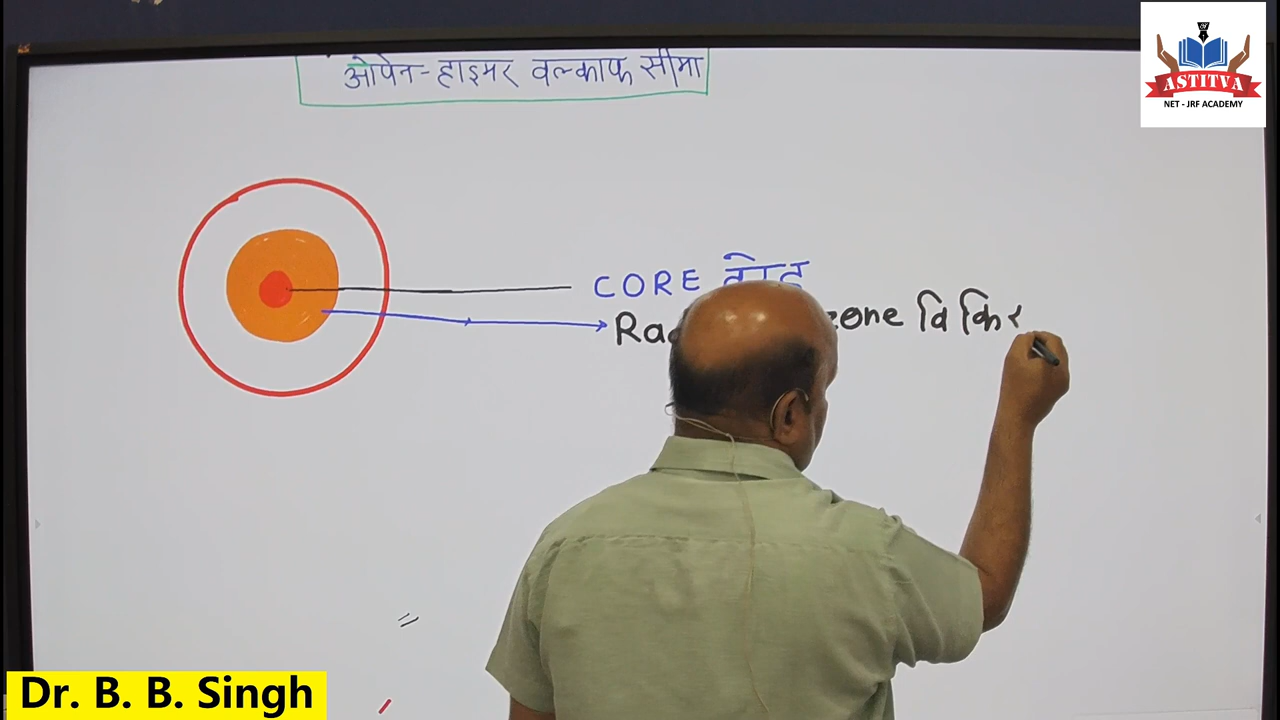 ओपेन-हाइमर वल्काफ सीमा
ASTITVA
NET - JRF ACADEMY
CORE
zone विकिर
Dr. B. B. Singh